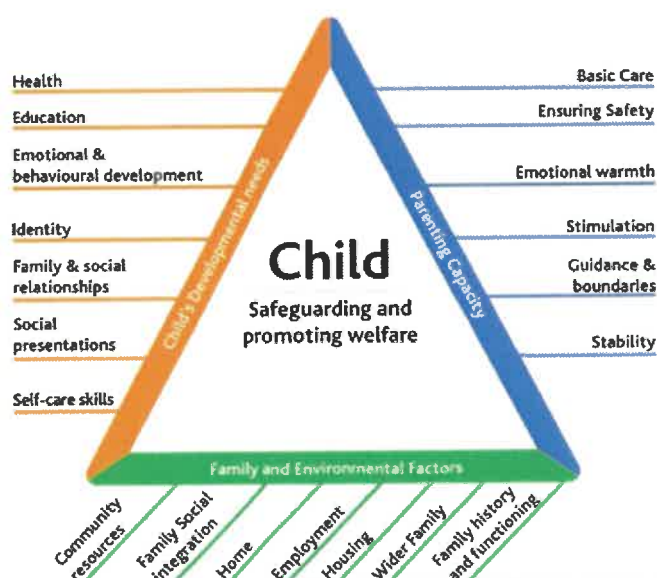 Health
Education
Emotional &
behavioural development
Identity
Family & social
relationships
Social
presentations
Self-care skills
Child's Developmental needs
Child
Safeguarding and
promoting welfare
Parenting Capacity
Basic Care
Ensuring Safety
Emotional warmth
Stimulation
Guidance &
boundaries
Stability
Family and Environmental Factors
Community
resources
Family Social
integration
Home
Employment
Housing
Wider Family
Family history
and functioning